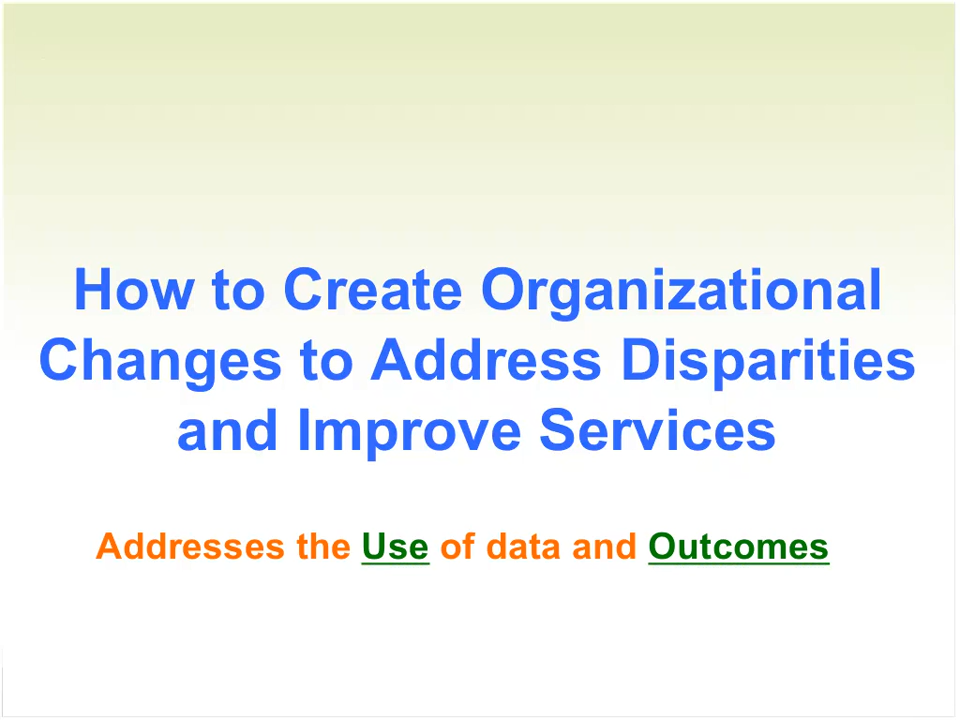 How to Create Organizational
Changes to Address Disparities
and Improve Services
Addresses the Use of data and Outcomes